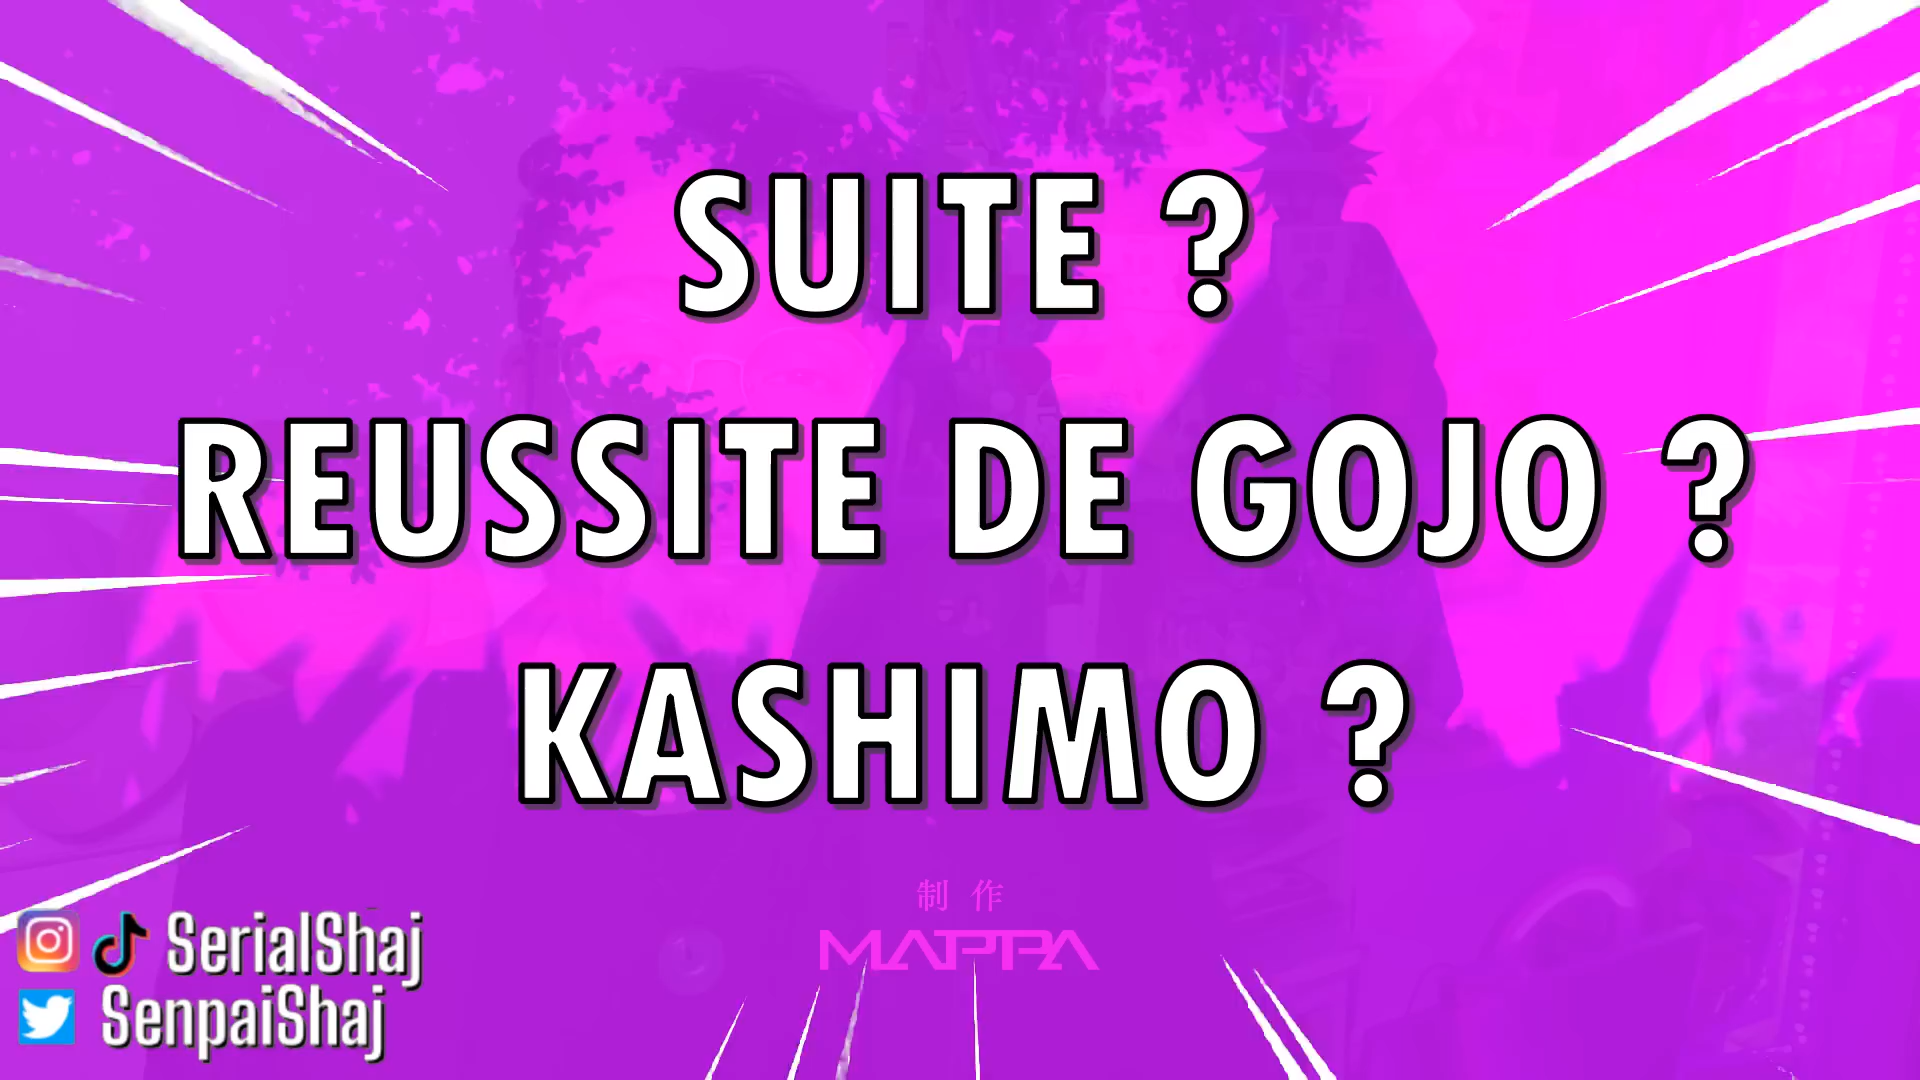 SUITE ?
REUSSITE DE GOJO ?
KASHIMO ?
制作
MAPPA
SerialShaj
SenpaiShaj